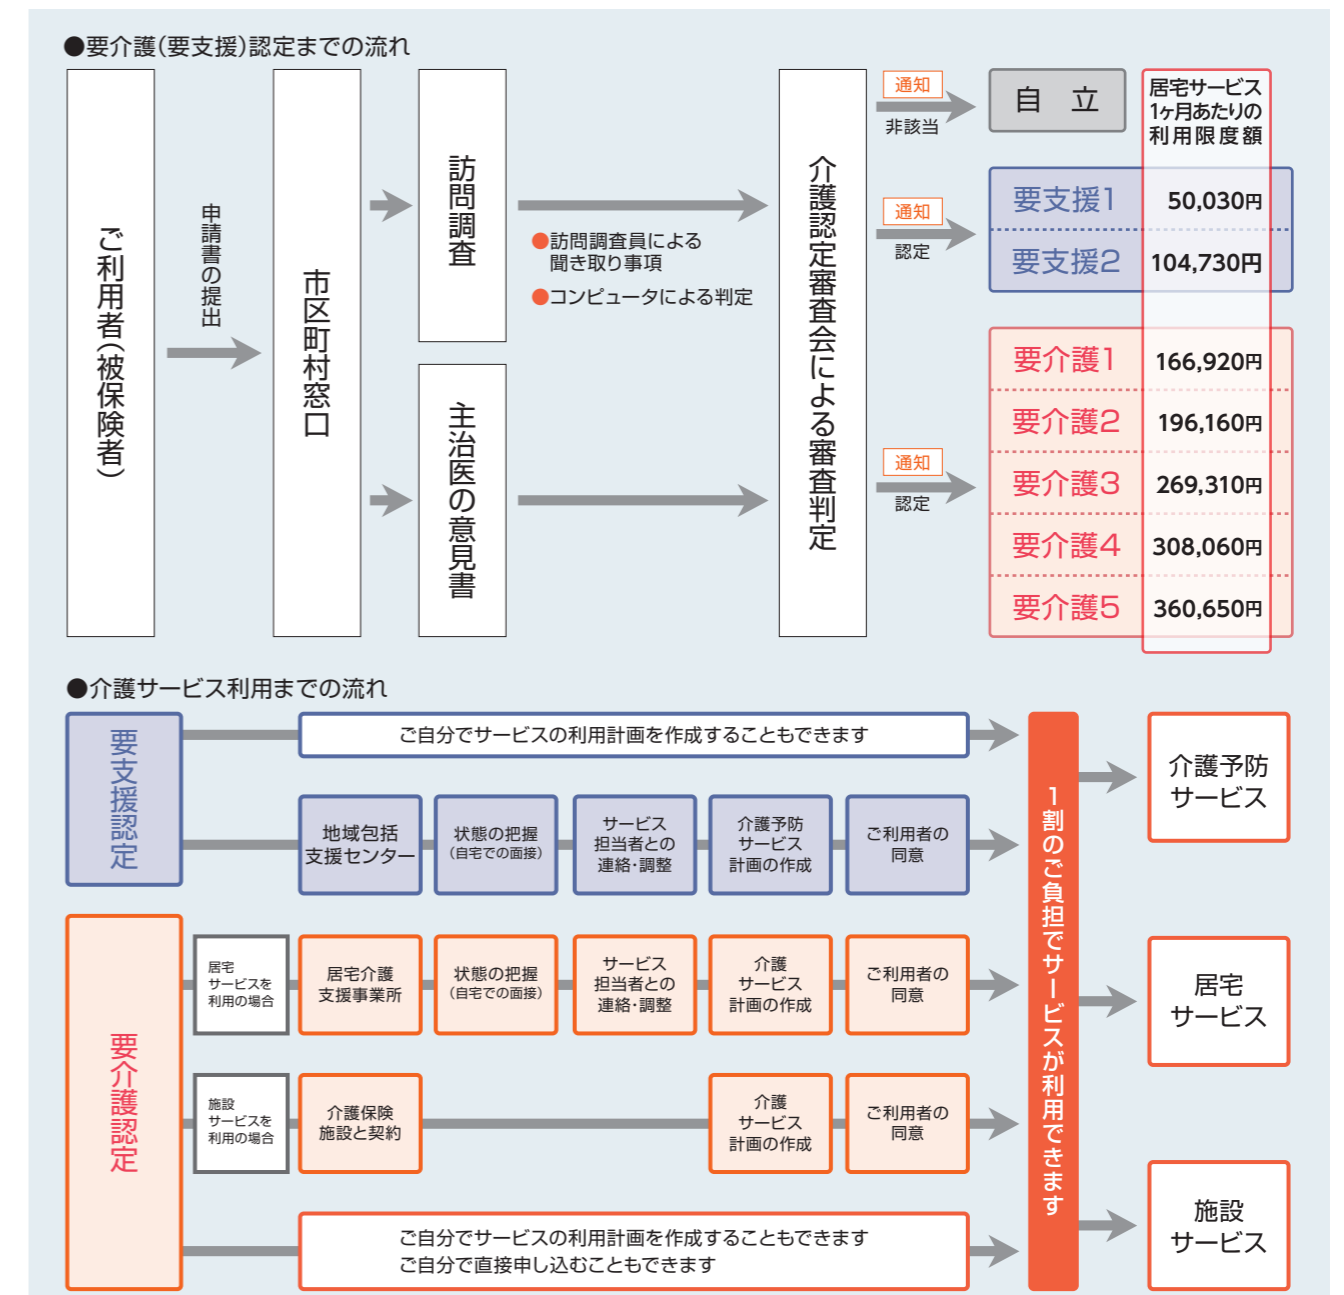 ●要介護(要支援)認定までの流れ
ご利用者(被保険者)
申請書の提出
市区町村窓口
訪問調査
主治医の意見書
●訪問調査員による
聞き取り事項
●コンピュータによる判定
介護認定審査会による審査判定
通知
非該当
通知
認定
通知
認定
自 立
居宅サービス
1ヶ月あたりの
利用限度額
要支援1 50,030円
要支援2 104,730円
要介護1 166,920円
要介護2 196,160円
要介護3 269,310円
要介護4 308,060円
要介護5 360,650円
●介護サービス利用までの流れ
要支援認定
ご自分でサービスの利用計画を作成することもできます
地域包括
支援センター
状態の把握
(自宅での面接)
サービス
担当者との
連絡・調整
介護予防
サービス
計画の作成
ご利用者の
同意
要介護認定
居宅
サービスを
利用の場合
居宅介護
支援事業所
状態の把握
(自宅での面接)
サービス
担当者との
連絡・調整
介護
サービス
計画の作成
ご利用者の
同意
施設
サービスを
利用の場合
介護保険
施設と契約
介護
サービス
計画の作成
ご利用者の
同意
ご自分でサービスの利用計画を作成することもできます
ご自分で直接申し込むこともできます
1割のご負担でサービスが利用できます
介護予防
サービス
居宅
サービス
施設
サービス